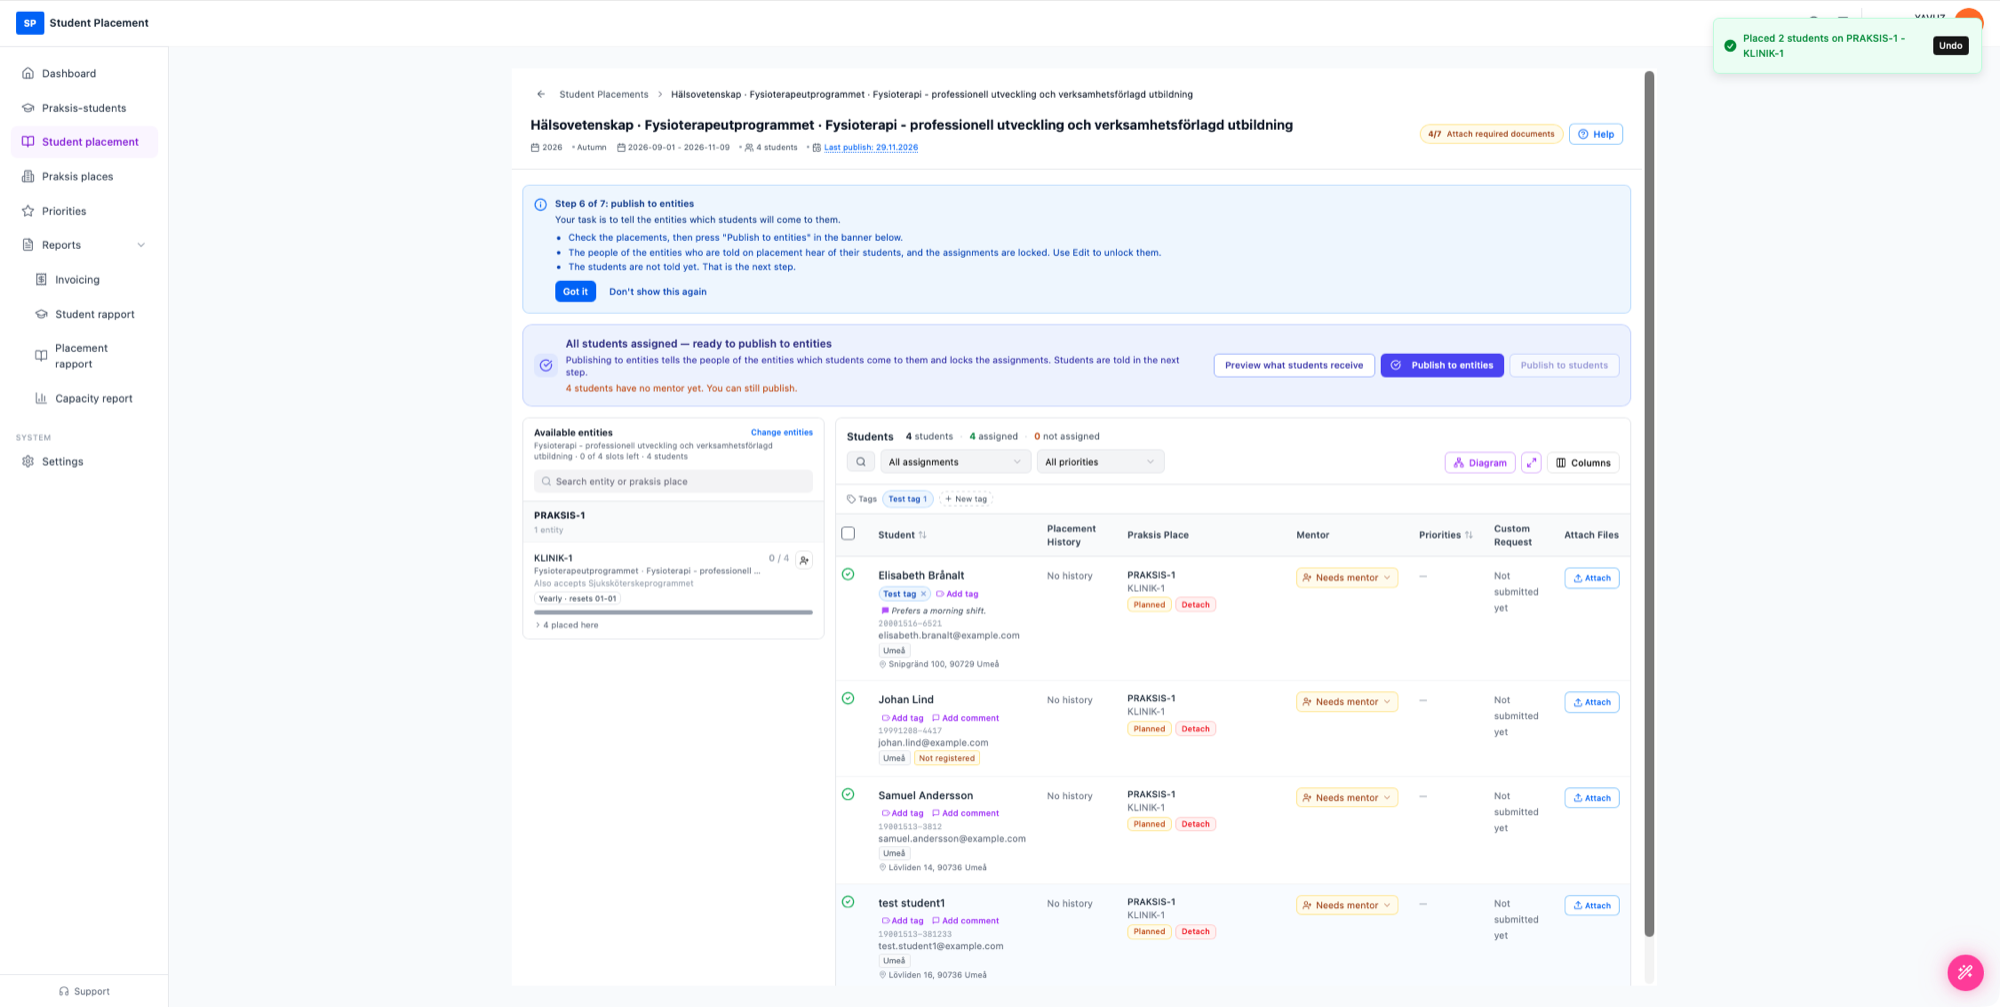 SP Student Placement
Dashboard
Praksis-students
Student placement
Praksis places
Priorities
Reports
Invoicing
Student rapport
Placement
rapport
Capacity report
SYSTEM
Settings
Support
Placed 2 students on PRAKSIS-1 -
KLINIK-1
Undo
Student Placements > Hälsovetenskap · Fysioterapeutprogrammet · Fysioterapi - professionell utveckling och verksamhetsförlagd utbildning
Hälsovetenskap · Fysioterapeutprogrammet · Fysioterapi - professionell utveckling och verksamhetsförlagd utbildning
2026 • Autumn 2026-09-01 - 2026-11-09 • 4 students • Last publish: 29.11.2026
4/7 Attach required documents
Help
Step 6 of 7: publish to entities
Your task is to tell the entities which students will come to them.
• Check the placements, then press "Publish to entities" in the banner below.
• The people of the entities who are told on placement hear of their students, and the assignments are locked. Use Edit to unlock them.
• The students are not told yet. That is the next step.
Got it Don't show this again
All students assigned — ready to publish to entities
Publishing to entities tells the people of the entities which students come to them and locks the assignments. Students are told in the next
step.
4 students have no mentor yet. You can still publish.
Preview what students receive Publish to entities Publish to students
Available entities Change entities
Fysioterapi - professionell utveckling och verksamhetsförlagd
utbildning · 0 of 4 slots left · 4 students
Search entity or praksis place
PRAKSIS-1
1 entity
KLINIK-1 0 / 4
Fysioterapeutprogrammet · Fysioterapi - professionell ...
Also accepts Sjuksköterskeprogrammet
Yearly · resets 01-01
4 placed here
Students 4 students · 4 assigned · 0 not assigned
All assignments All priorities Diagram Columns
Tags Test tag 1 + New tag
Student Placement History Praksis Place Mentor Priorities Custom Request Attach Files
Elisabeth Brånalt
Test tag × Add tag
Prefers a morning shift.
20001516-6521
elisabeth.branalt@example.com
Umeå
Snipgränd 100, 90729 Umeå
No history
PRAKSIS-1
KLINIK-1
Planned Detach
Needs mentor
—
Not
submitted
yet
Attach
Johan Lind
Add tag Add comment
19991208-4417
johan.lind@example.com
Umeå Not registered
No history
PRAKSIS-1
KLINIK-1
Planned Detach
Needs mentor
—
Not
submitted
yet
Attach
Samuel Andersson
Add tag Add comment
19001513-3812
samuel.andersson@example.com
Umeå
Lövliden 14, 90736 Umeå
No history
PRAKSIS-1
KLINIK-1
Planned Detach
Needs mentor
—
Not
submitted
yet
Attach
test student1
Add tag Add comment
19001513-381233
test.student1@example.com
Umeå
Lövliden 16, 90736 Umeå
No history
PRAKSIS-1
KLINIK-1
Planned Detach
Needs mentor
—
Not
submitted
yet
Attach